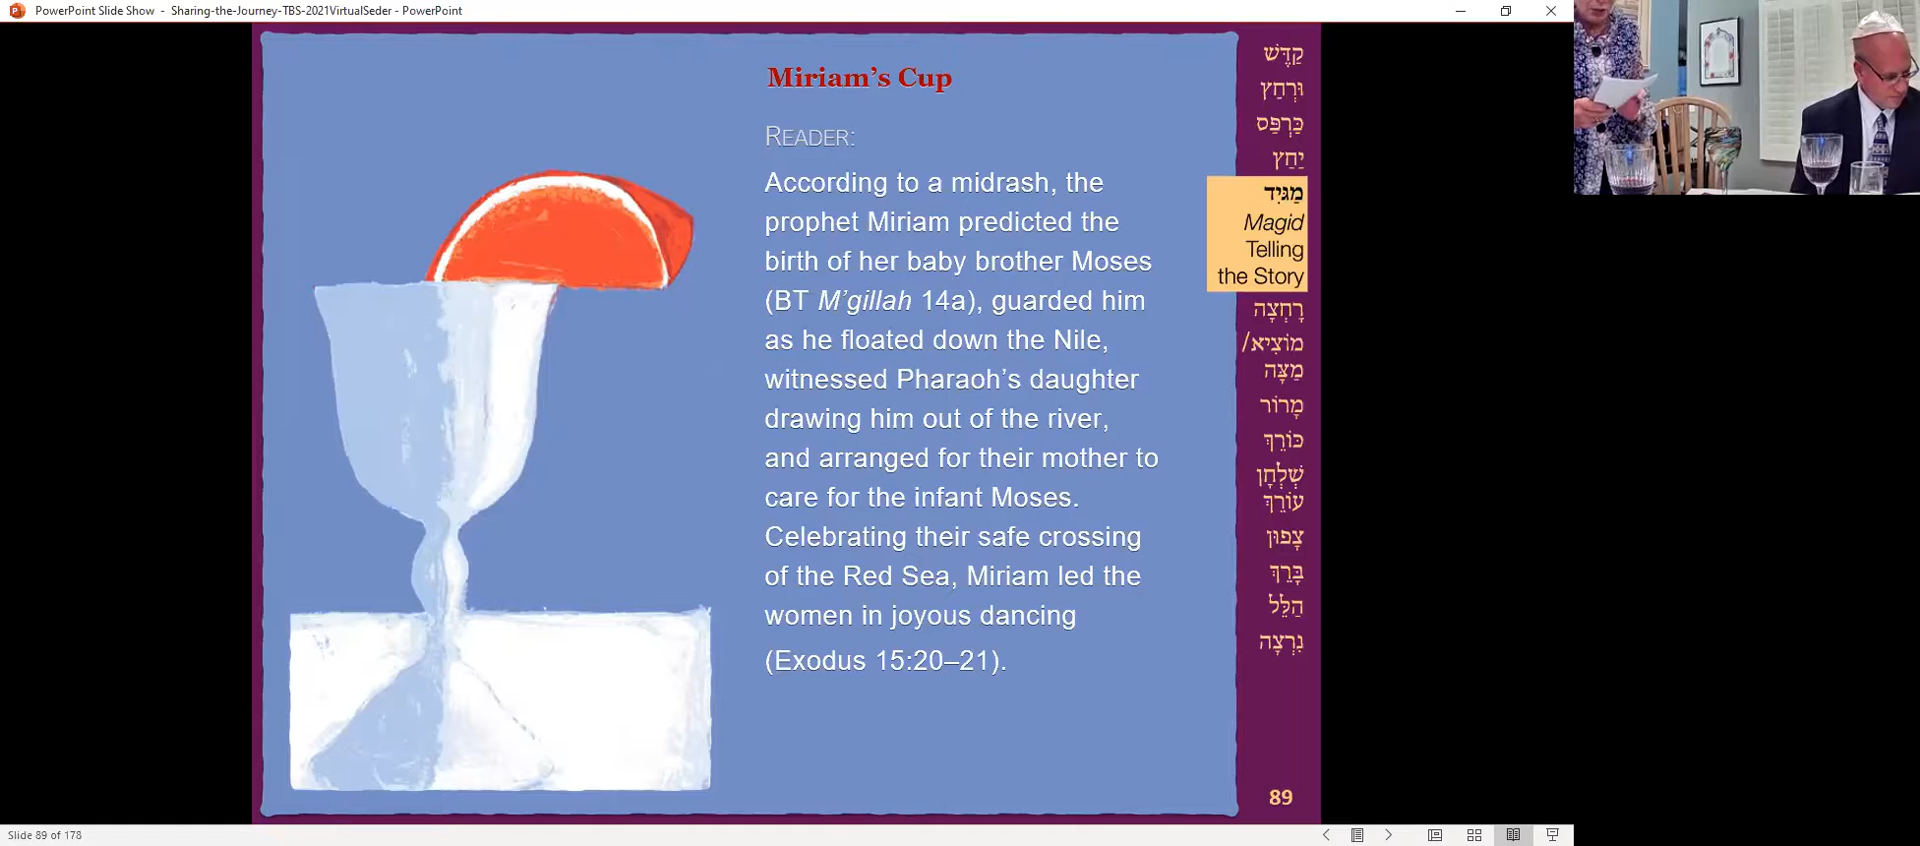 PowerPoint Slide Show - Sharing-the-Journey-TBS-2021VirtualSeder - PowerPoint
Miriam’s Cup
READER:
According to a midrash, the
prophet Miriam predicted the
birth of her baby brother Moses
(BT M’gillah 14a), guarded him
as he floated down the Nile,
witnessed Pharaoh’s daughter
drawing him out of the river,
and arranged for their mother to
care for the infant Moses.
Celebrating their safe crossing
of the Red Sea, Miriam led the
women in joyous dancing
(Exodus 15:20–21).
קַדֵּשׁ
וּרְחַץ
כַּרְפַּס
יַחַץ
מַגִּיד
Magid
Telling
the Story
רָחְצָה
מוֹצִיא/
מַצָּה
מָרוֹר
כּוֹרֵךְ
שֻׁלְחָן
עוֹרֵךְ
צָפוּן
בָּרֵךְ
הַלֵּל
נִרְצָה
89
Slide 89 of 178